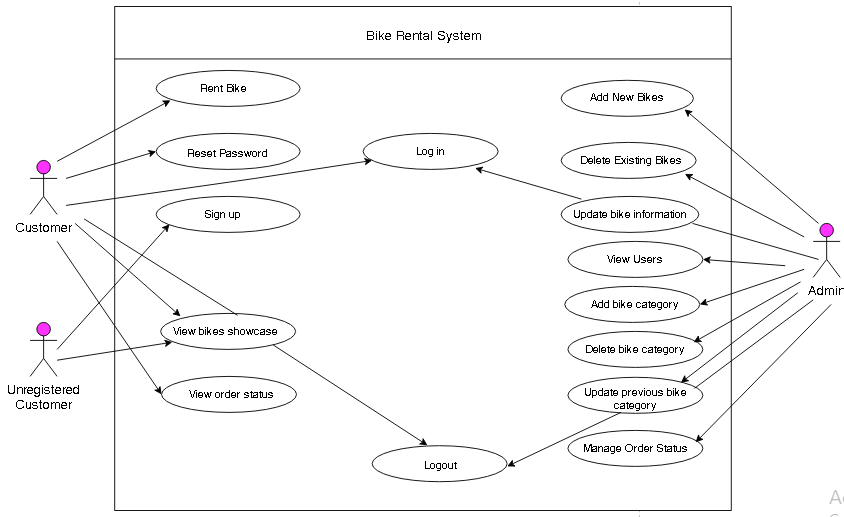 Bike Rental System
Rent Bike
Add New Bikes
Reset Password
Log in
Delete Existing Bikes
Customer
Sign up
Update bike information
View Users
Admin
Add bike category
View bikes showcase
Delete bike category
Unregistered
Customer
View order status
Update previous bike
category
Manage Order Status
Logout